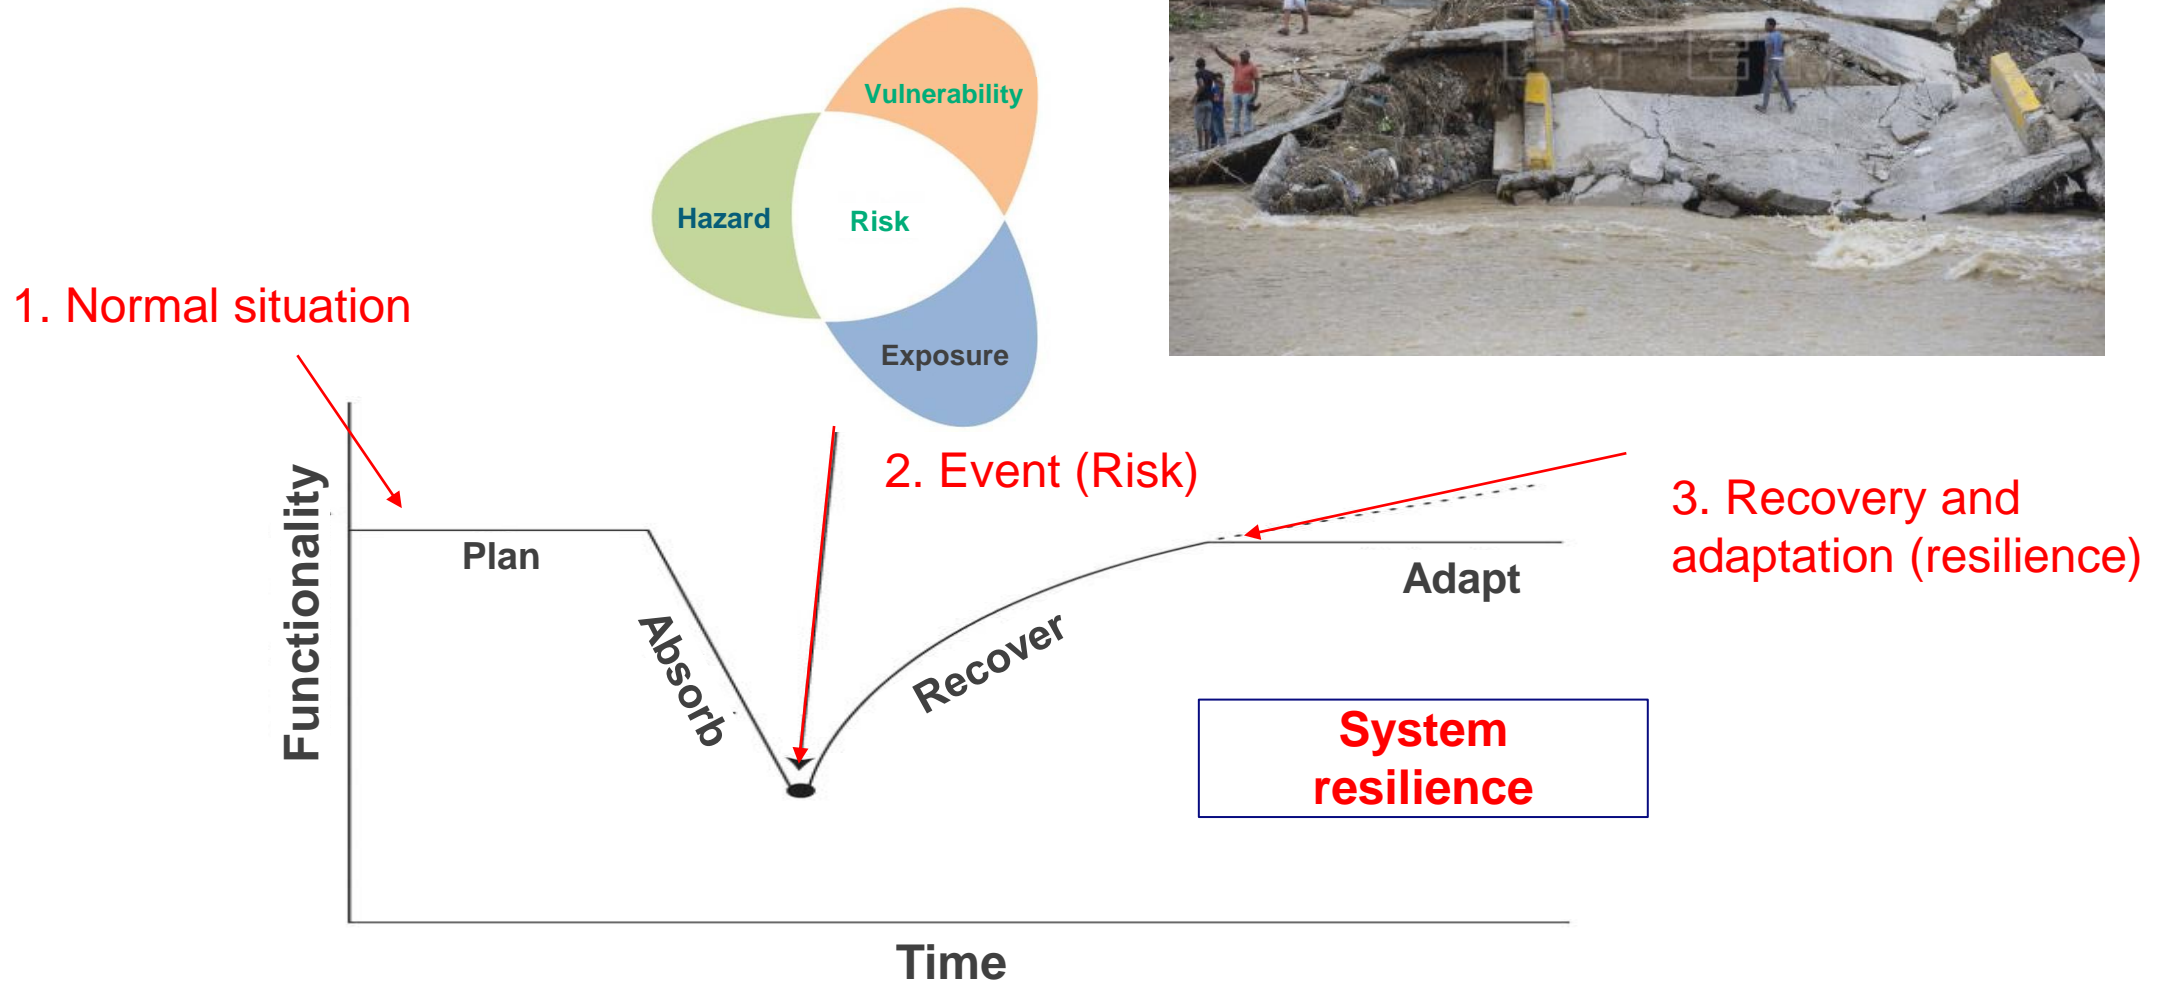 Vulnerability
Hazard
Risk
Exposure
1. Normal situation
2. Event (Risk)
3. Recovery and
adaptation (resilience)
Functionality
Plan
Absorb
Recover
Adapt
System
resilience
Time